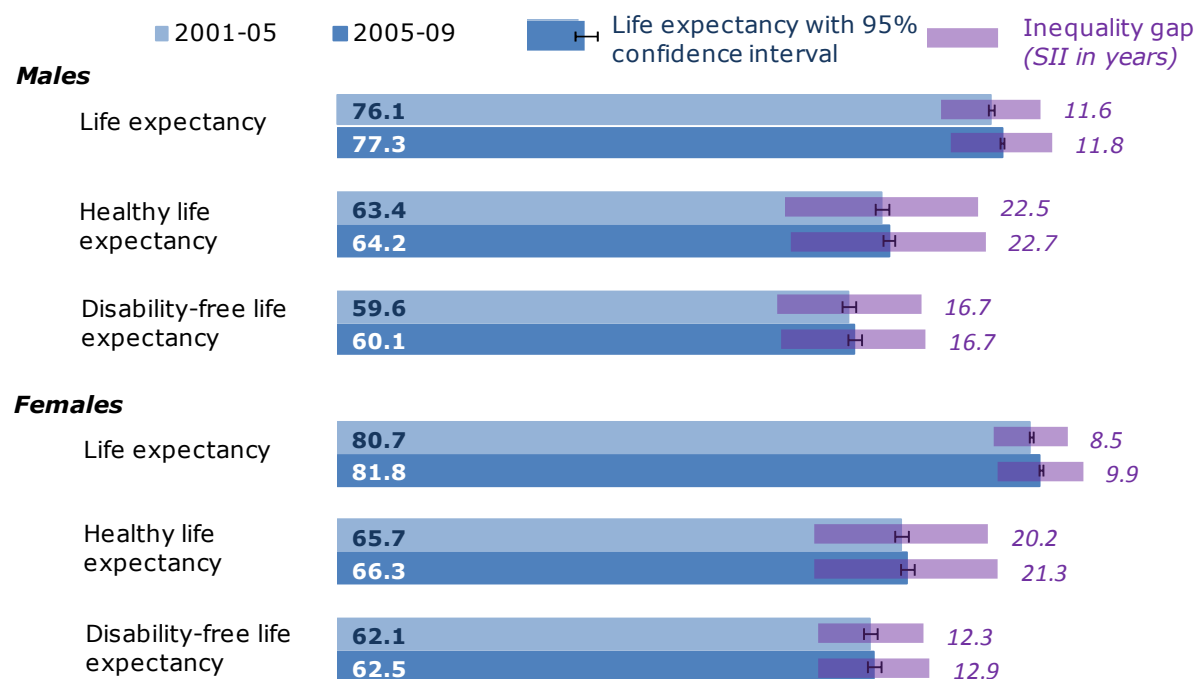 2001-05 2005-09 Life expectancy with 95% confidence interval Inequality gap (SII in years)
Males
Life expectancy
76.1 11.6
77.3 11.8
Healthy life
expectancy
63.4 22.5
64.2 22.7
Disability-free life
expectancy
59.6 16.7
60.1 16.7
Females
Life expectancy
80.7 8.5
81.8 9.9
Healthy life
expectancy
65.7 20.2
66.3 21.3
Disability-free life
expectancy
62.1 12.3
62.5 12.9